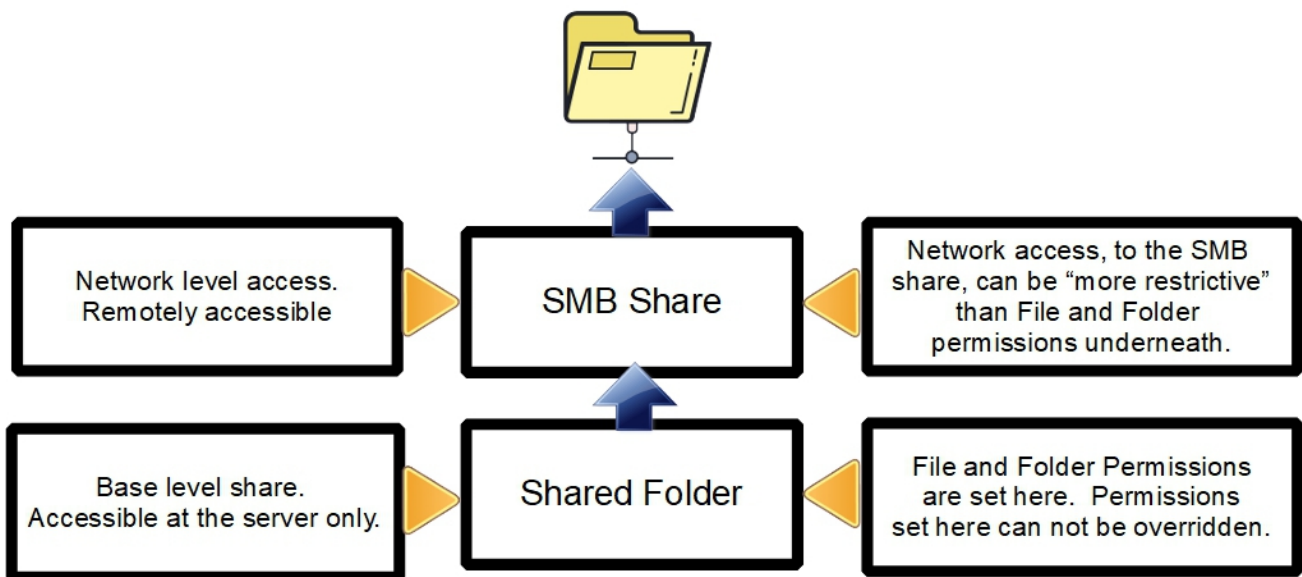 Network level access.
Remotely accessible
SMB Share
Network access, to the SMB
share, can be “more restrictive”
than File and Folder
permissions underneath.
Base level share.
Accessible at the server only.
Shared Folder
File and Folder Permissions
are set here.  Permissions
set here can not be overridden.